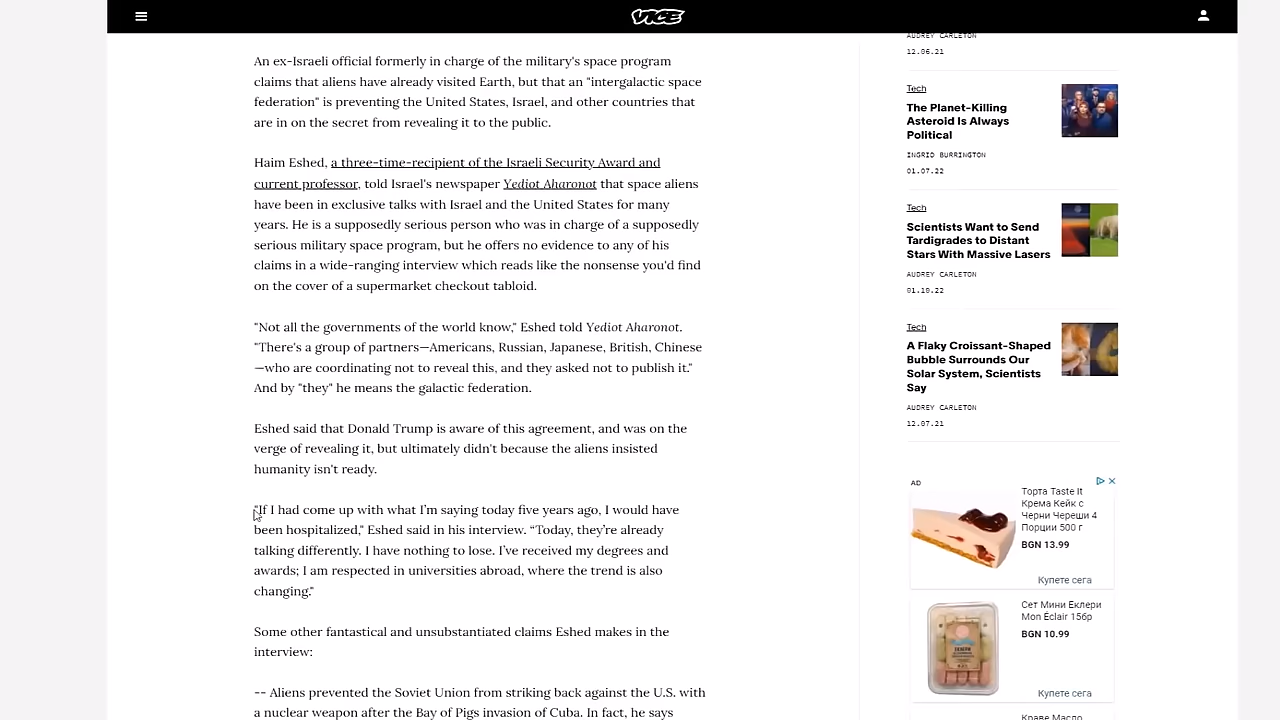 VICE
An ex-Israeli official formerly in charge of the military's space program
claims that aliens have already visited Earth, but that an "intergalactic space
federation" is preventing the United States, Israel, and other countries that
are in on the secret from revealing it to the public.
Haim Eshed, a three-time-recipient of the Israeli Security Award and
current professor, told Israel's newspaper Yediot Aharonot that space aliens
have been in exclusive talks with Israel and the United States for many
years. He is a supposedly serious person who was in charge of a supposedly
serious military space program, but he offers no evidence to any of his
claims in a wide-ranging interview which reads like the nonsense you'd find
on the cover of a supermarket checkout tabloid.
"Not all the governments of the world know," Eshed told Yediot Aharonot.
"There's a group of partners—Americans, Russian, Japanese, British, Chinese
—who are coordinating not to reveal this, and they asked not to publish it."
And by "they" he means the galactic federation.
Eshed said that Donald Trump is aware of this agreement, and was on the
verge of revealing it, but ultimately didn't because the aliens insisted
humanity isn't ready.
"If I had come up with what I'm saying today five years ago, I would have
been hospitalized," Eshed said in his interview. “Today, they’re already
talking differently. I have nothing to lose. I’ve received my degrees and
awards; I am respected in universities abroad, where the trend is also
changing."
Some other fantastical and unsubstantiated claims Eshed makes in the
interview:
-- Aliens prevented the Soviet Union from striking back against the U.S. with
a nuclear weapon after the Bay of Pigs invasion of Cuba. In fact, he says
AUDREY CARLETON
12.06.21
Tech
The Planet-Killing
Asteroid Is Always
Political
INGRID BURRINGTON
01.07.22
Tech
Scientists Want to Send
Tardigrades to Distant
Stars With Massive Lasers
AUDREY CARLETON
01.10.22
Tech
A Flaky Croissant-Shaped
Bubble Surrounds Our
Solar System, Scientists
Say
AUDREY CARLETON
12.07.21
AD
Торта Taste It
Крема Кейк с
Черни Череши 4
Порции 500 г
BGN 13.99
Купете сега
Сет Мини Еклери
Mon Éclair 156р
BGN 10.99
Купете сега
Краве Масло